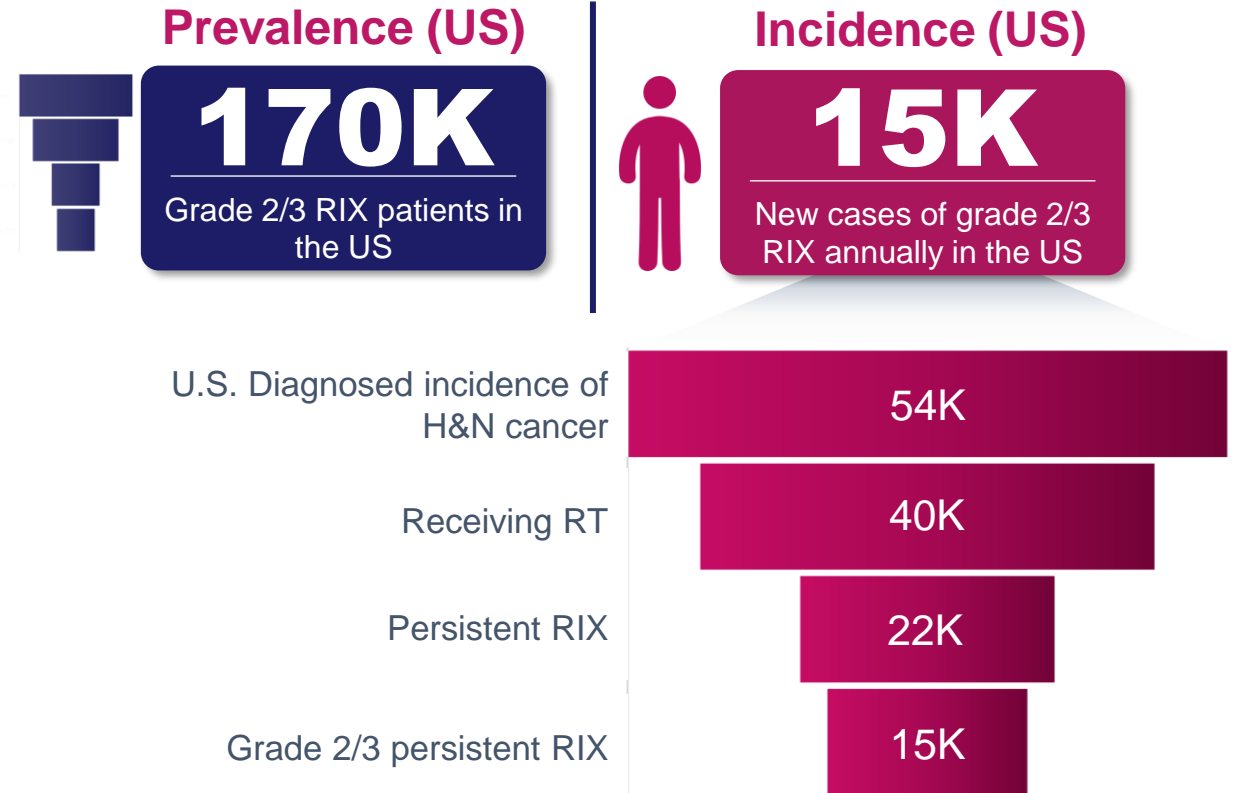 Prevalence (US)
170K
Grade 2/3 RIX patients in
the US
Incidence (US)
15K
New cases of grade 2/3
RIX annually in the US
U.S. Diagnosed incidence of
H&N cancer
54K
Receiving RT
40K
Persistent RIX
22K
Grade 2/3 persistent RIX
15K